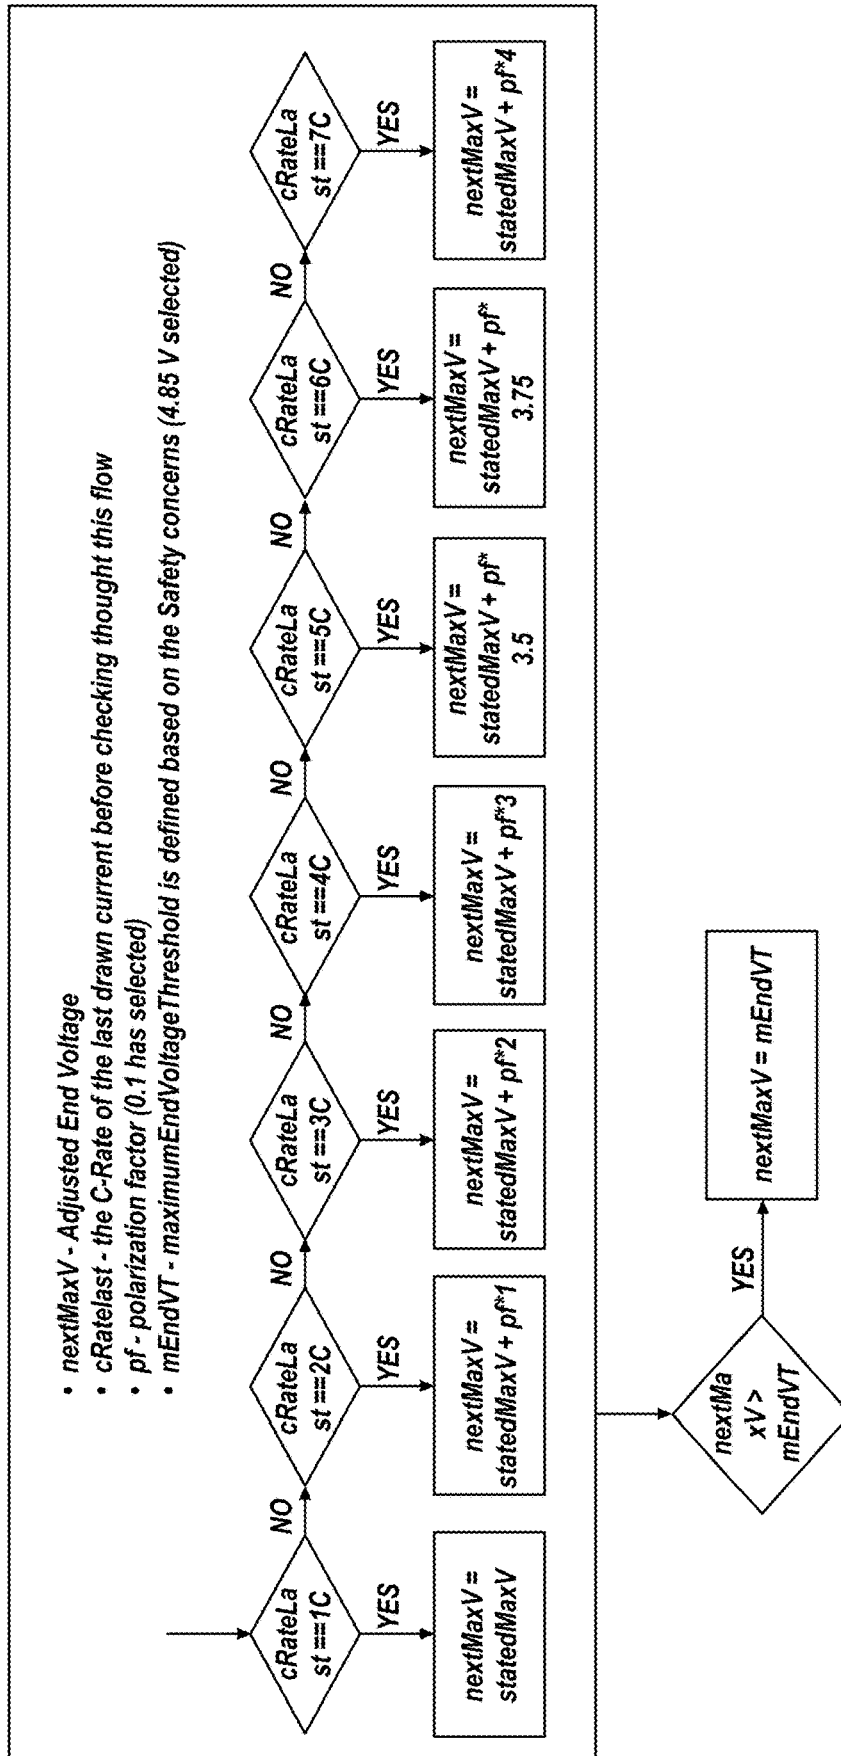 • nextMaxV - Adjusted End Voltage
• cRatelast - the C-Rate of the last drawn current before checking thought this flow
• pf - polarization factor (0.1 has selected)
• mEndVT - maximumEndVoltageThreshold is defined based on the Safety concerns (4.85 V selected)
cRateLa
st ==1C
NO
cRateLa
st ==2C
NO
cRateLa
st ==3C
NO
cRateLa
st ==4C
NO
cRateLa
st ==5C
NO
cRateLa
st ==6C
NO
cRateLa
st ==7C
YES
YES
YES
YES
YES
YES
YES
nextMaxV =
statedMaxV
nextMaxV =
statedMaxV + pf*1
nextMaxV =
statedMaxV + pf*2
nextMaxV =
statedMaxV + pf*3
nextMaxV =
statedMaxV + pf*
3.5
nextMaxV =
statedMaxV + pf*
3.75
nextMaxV =
statedMaxV + pf*4
nextMa
xV >
mEndVT
YES
nextMaxV = mEndVT